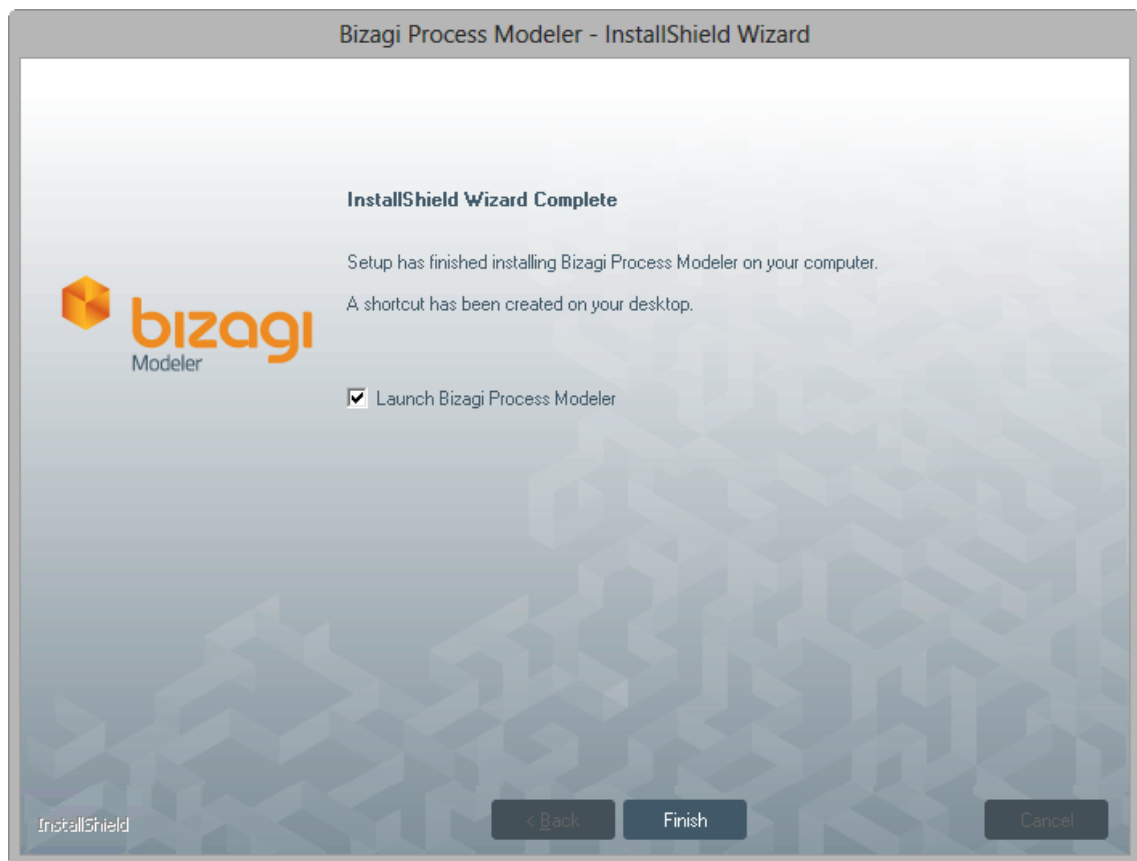 Bizagi Process Modeler - InstallShield Wizard
InstallShield Wizard Complete
Setup has finished installing Bizagi Process Modeler on your computer.
A shortcut has been created on your desktop.
bizagi
Modeler
Launch Bizagi Process Modeler
InstallShield
< Back
Finish
Cancel